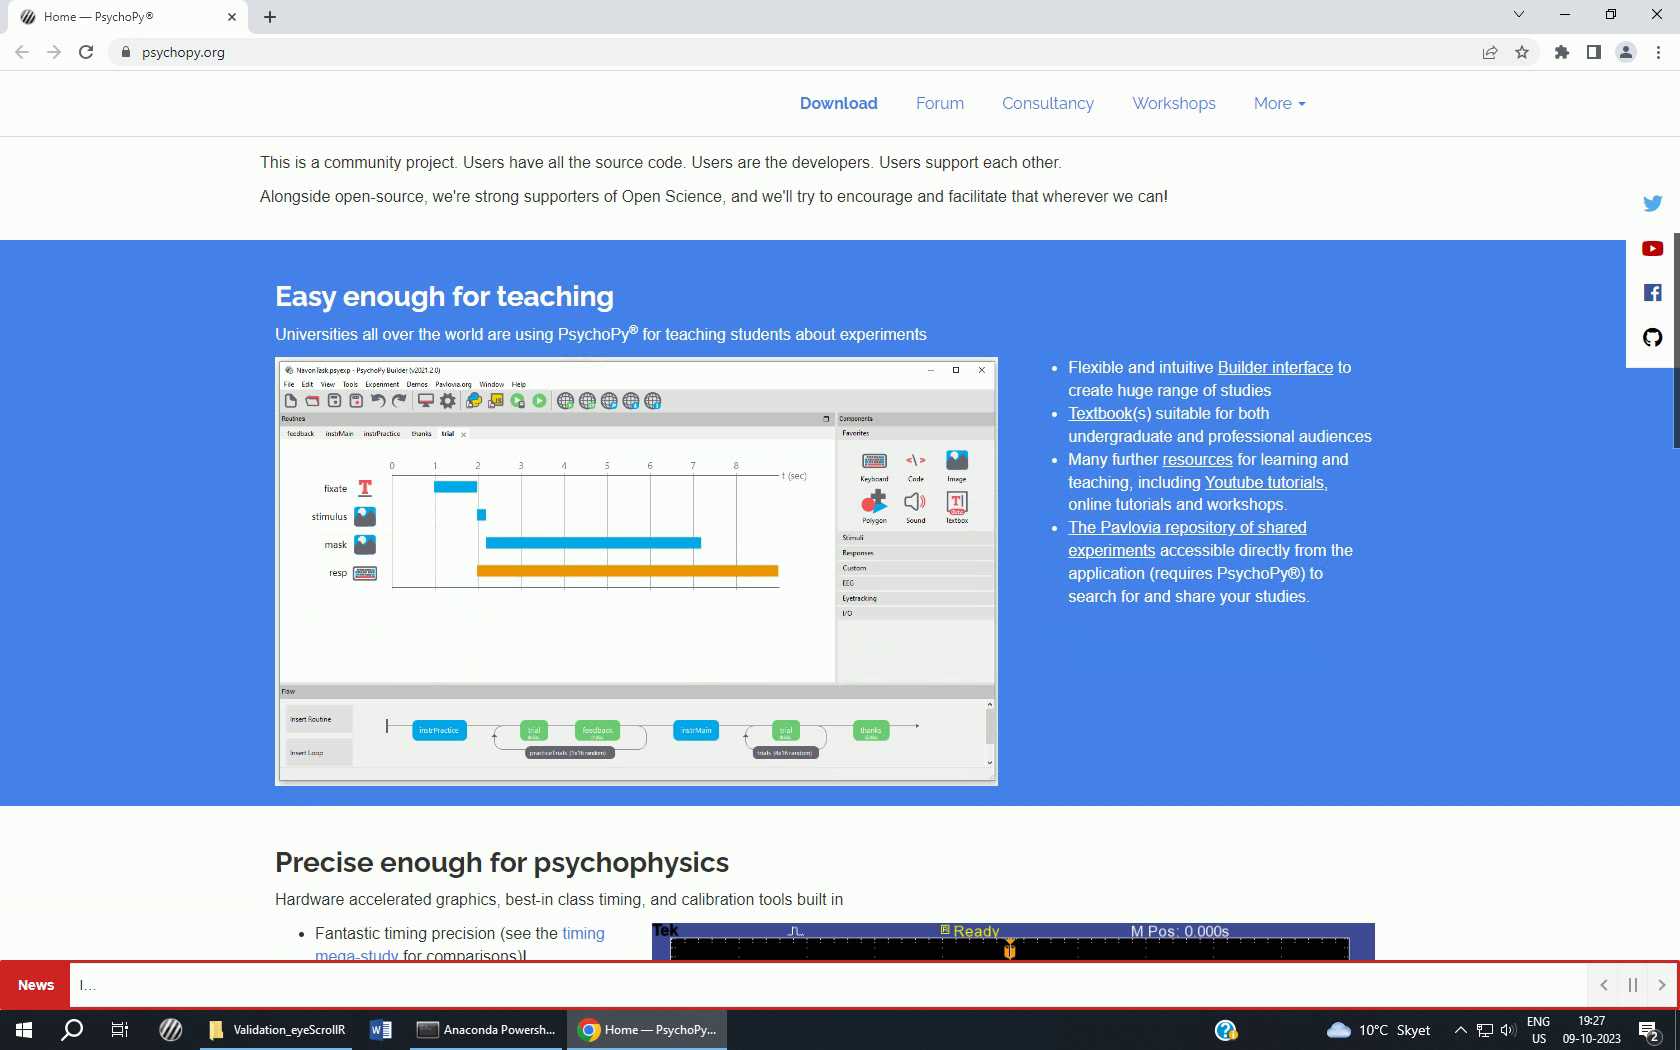 Home — PsychoPy®
psychopy.org
Download Forum Consultancy Workshops More
This is a community project. Users have all the source code. Users are the developers. Users support each other.
Alongside open-source, we're strong supporters of Open Science, and we'll try to encourage and facilitate that wherever we can!
Easy enough for teaching
Universities all over the world are using PsychoPy® for teaching students about experiments
NavonTask.psyexp - PsychoPy Builder (v2021.2.0)
File Edit View Tools Experiment Demos Pavlovia.org Window Help
Routines
feedback instrMain instrPractice thanks trial
0 1 2 3 4 5 6 7 8 t (sec)
fixate
stimulus
mask
resp
Components
Favorites
Keyboard Code Image
Polygon Sound Textbox
Stimuli
Responses
Custom
EEG
Eyetracking
I/O
Flow
Insert Routine
Insert Loop
instrPractice trial feedback instrMain trial thanks
practiceTrials (1x16 random) trials (4x16 random)
• Flexible and intuitive Builder interface to
create huge range of studies
• Textbook(s) suitable for both
undergraduate and professional audiences
• Many further resources for learning and
teaching, including Youtube tutorials,
online tutorials and workshops.
• The Pavlovia repository of shared
experiments accessible directly from the
application (requires PsychoPy®) to
search for and share your studies.
Precise enough for psychophysics
Hardware accelerated graphics, best-in class timing, and calibration tools built in
• Fantastic timing precision (see the timing
mega-study for comparisons)!
Tek Ready M Pos: 0.000s
News I...
Validation_eyeScrollR
Anaconda Powersh...
Home — PsychoPy...
10°C Skyet
ENG
US
19:27
09-10-2023
2